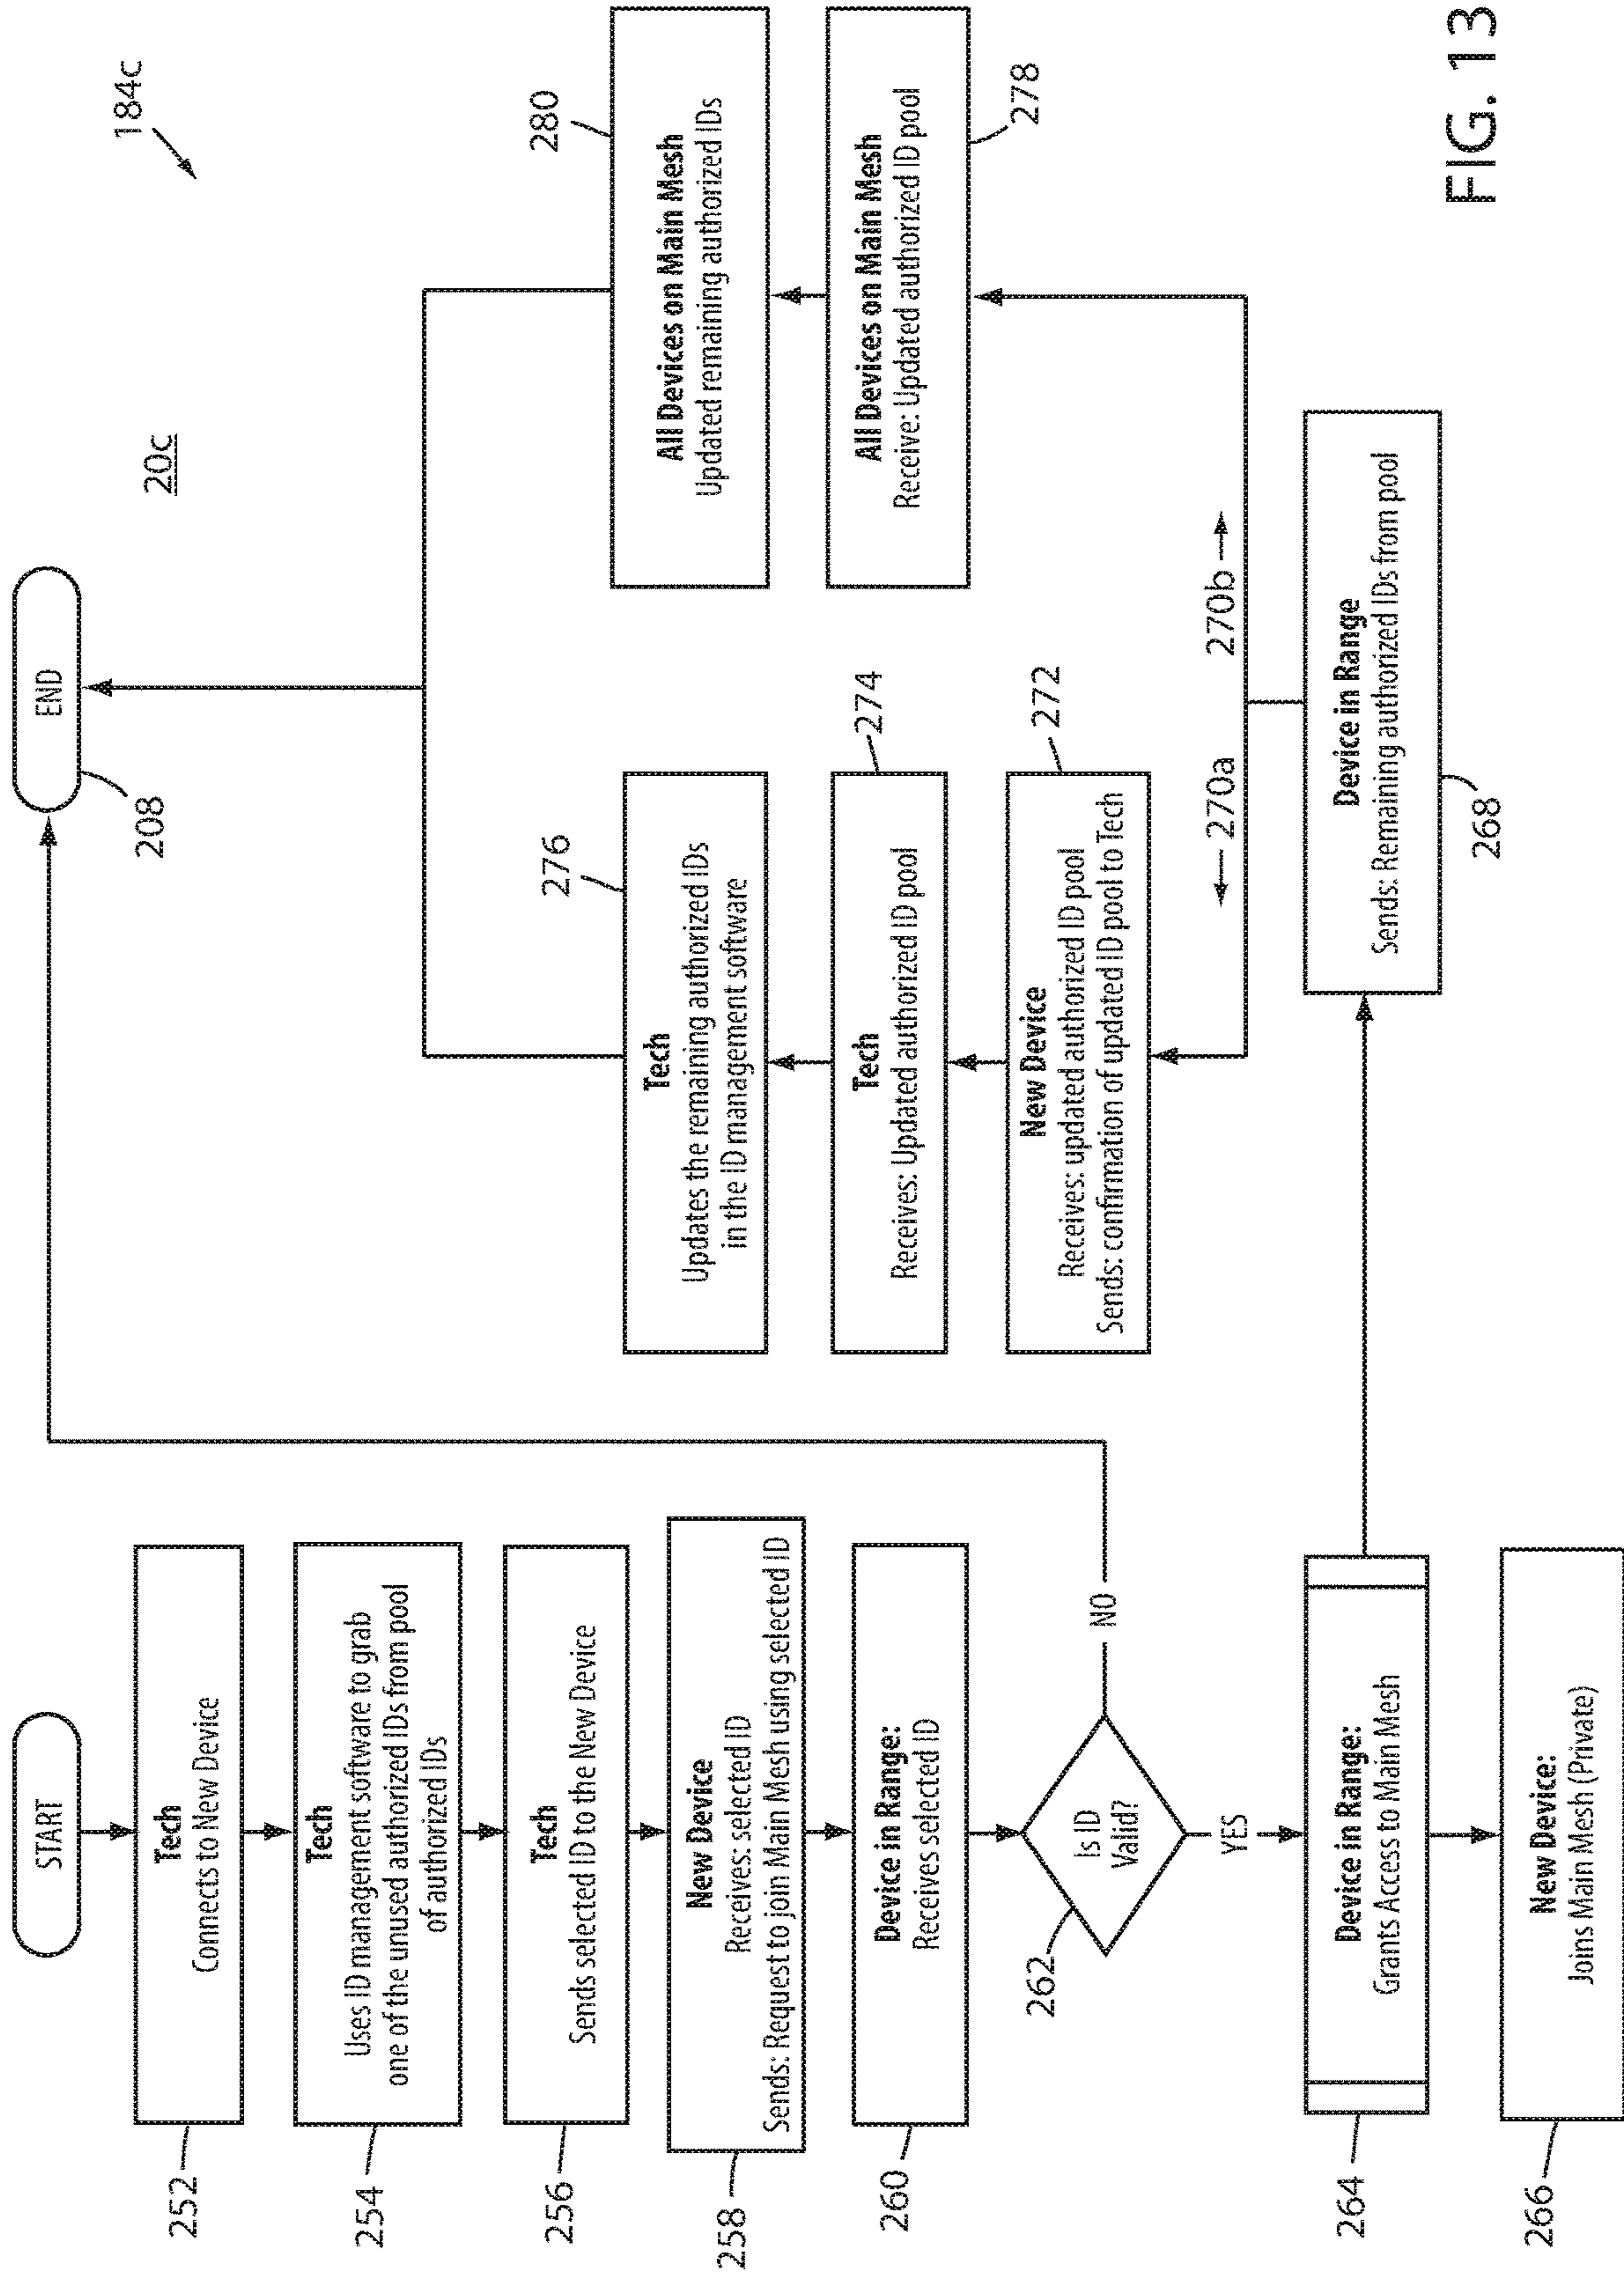 184c
20c
START
252
Tech
Connects to New Device
254
Tech
Uses ID management software to grab
one of the unused authorized IDs from pool
of authorized IDs
256
Tech
Sends selected ID to the New Device
258
New Device
Receives: selected ID
Sends: Request to join Main Mesh using selected ID
260
Device in Range:
Receives selected ID
262
Is ID
Valid?
NO
YES
264
Device in Range:
Grants Access to Main Mesh
266
New Device:
Joins Main Mesh (Private)
END
208
276
Tech
Updates the remaining authorized IDs
in the ID management software
274
Tech
Receives: Updated authorized ID pool
272
New Device
Receives: updated authorized ID pool
Sends: confirmation of updated ID pool to Tech
270a
270b
Device in Range
Sends: Remaining authorized IDs from pool
268
280
All Devices on Main Mesh
Updated remaining authorized IDs
All Devices on Main Mesh
Receive: Updated authorized ID pool
278
FIG. 13